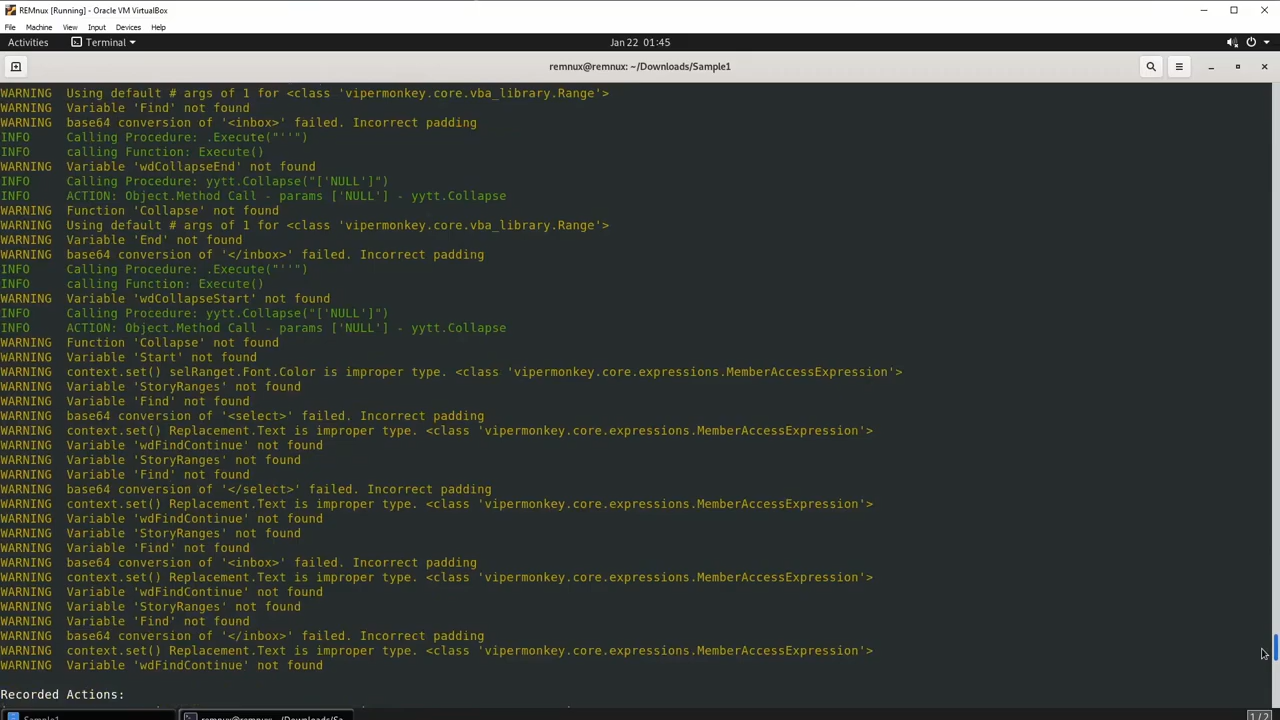 REMnux [Running] - Oracle VM VirtualBox
File Machine View Input Devices Help
Activities Terminal Jan 22 01:45
remnux@remnux: ~/Downloads/Sample1
WARNING Using default # args of 1 for <class 'vipermonkey.core.vba_library.Range'>
WARNING Variable 'Find' not found
WARNING base64 conversion of '<inbox>' failed. Incorrect padding
INFO Calling Procedure: .Execute("''")
INFO calling Function: Execute()
WARNING Variable 'wdCollapseEnd' not found
INFO Calling Procedure: yytt.Collapse("['NULL']")
INFO ACTION: Object.Method Call - params ['NULL'] - yytt.Collapse
WARNING Function 'Collapse' not found
WARNING Using default # args of 1 for <class 'vipermonkey.core.vba_library.Range'>
WARNING Variable 'End' not found
WARNING base64 conversion of '</inbox>' failed. Incorrect padding
INFO Calling Procedure: .Execute("''")
INFO calling Function: Execute()
WARNING Variable 'wdCollapseStart' not found
INFO Calling Procedure: yytt.Collapse("['NULL']")
INFO ACTION: Object.Method Call - params ['NULL'] - yytt.Collapse
WARNING Function 'Collapse' not found
WARNING Variable 'Start' not found
WARNING context.set() selRanget.Font.Color is improper type. <class 'vipermonkey.core.expressions.MemberAccessExpression'>
WARNING Variable 'StoryRanges' not found
WARNING Variable 'Find' not found
WARNING base64 conversion of '<select>' failed. Incorrect padding
WARNING context.set() Replacement.Text is improper type. <class 'vipermonkey.core.expressions.MemberAccessExpression'>
WARNING Variable 'wdFindContinue' not found
WARNING Variable 'StoryRanges' not found
WARNING Variable 'Find' not found
WARNING base64 conversion of '</select>' failed. Incorrect padding
WARNING context.set() Replacement.Text is improper type. <class 'vipermonkey.core.expressions.MemberAccessExpression'>
WARNING Variable 'wdFindContinue' not found
WARNING Variable 'StoryRanges' not found
WARNING Variable 'Find' not found
WARNING base64 conversion of '<inbox>' failed. Incorrect padding
WARNING context.set() Replacement.Text is improper type. <class 'vipermonkey.core.expressions.MemberAccessExpression'>
WARNING Variable 'wdFindContinue' not found
WARNING Variable 'StoryRanges' not found
WARNING Variable 'Find' not found
WARNING base64 conversion of '</inbox>' failed. Incorrect padding
WARNING context.set() Replacement.Text is improper type. <class 'vipermonkey.core.expressions.MemberAccessExpression'>
WARNING Variable 'wdFindContinue' not found
Recorded Actions:
Sample1 remnux@remnux: ~/Downloads/Sa... 1/2